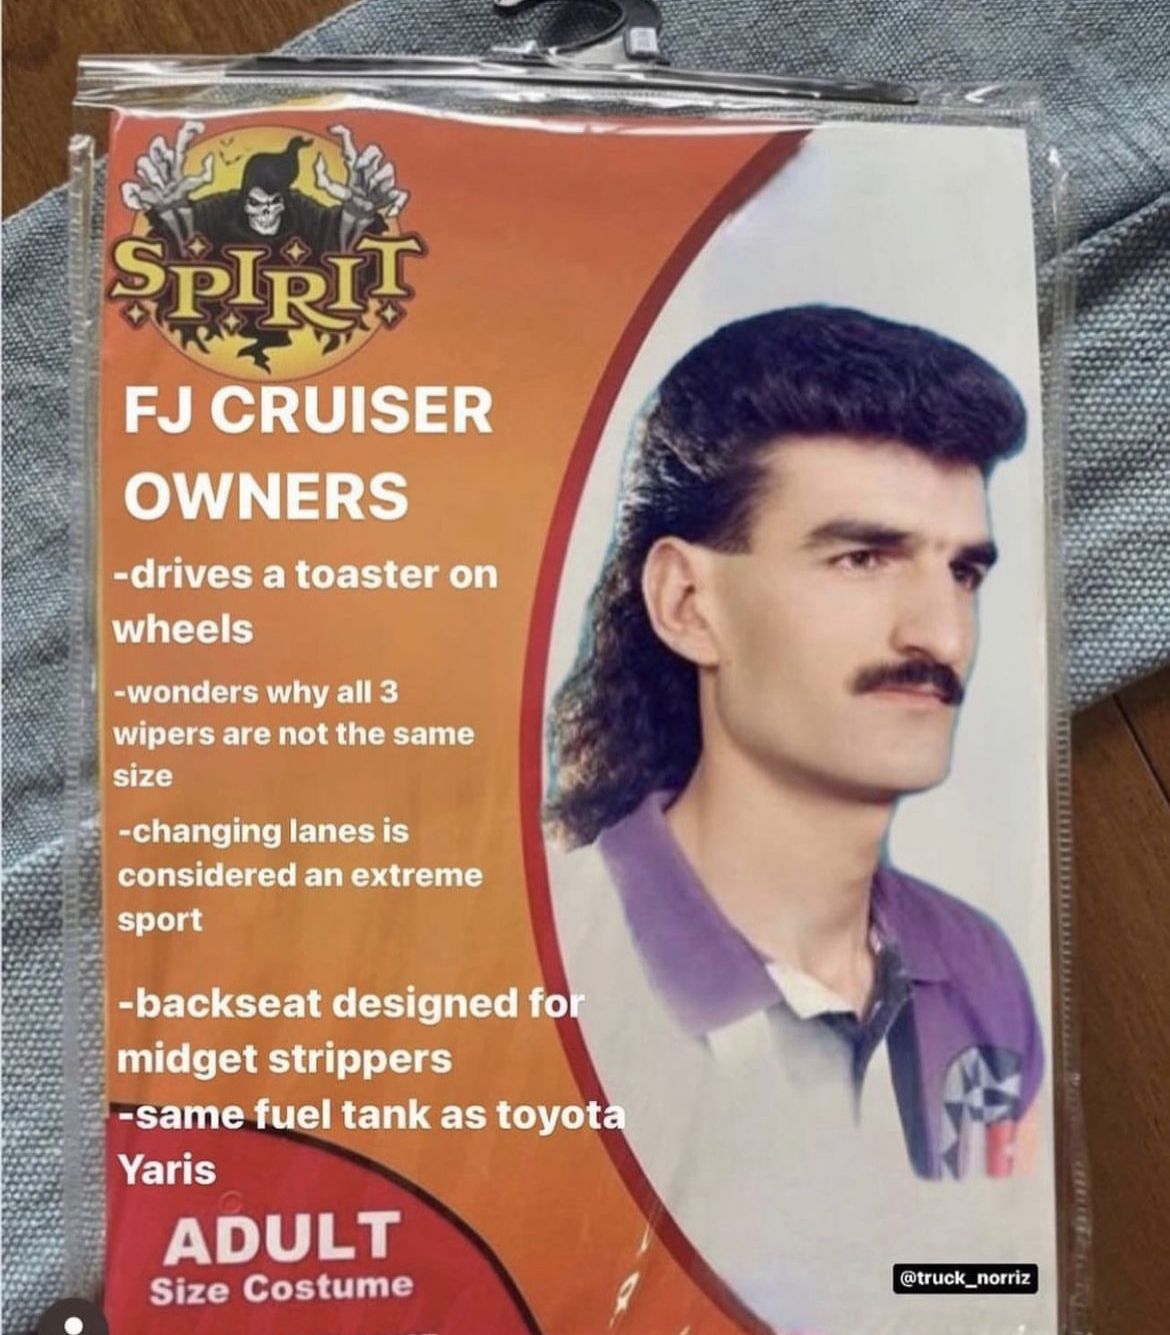 SPIRIT
FJ CRUISER
OWNERS
-drives a toaster on
wheels
-wonders why all 3
wipers are not the same
size
-changing lanes is
considered an extreme
sport
-backseat designed for
midget strippers
-same fuel tank as toyota
Yaris
ADULT
Size Costume
@truck_norriz